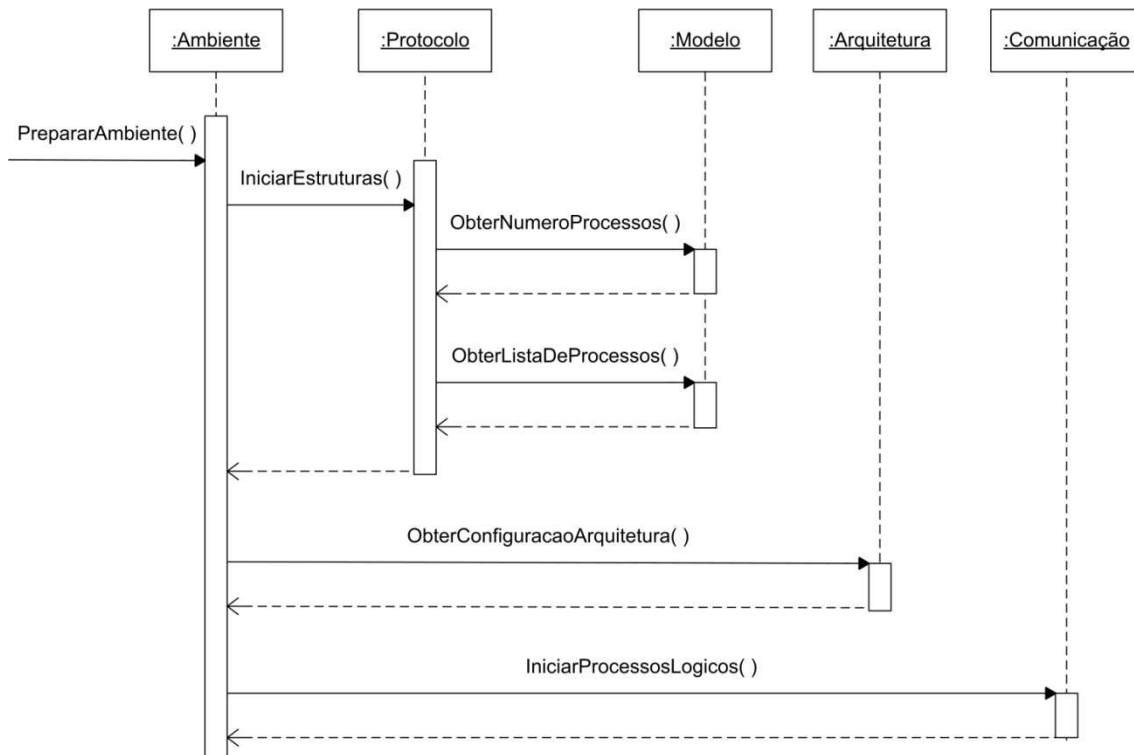 :Ambiente
:Protocolo
:Modelo
:Arquitetura
:Comunicação
PrepararAmbiente( )
IniciarEstruturas( )
ObterNumeroProcessos( )
ObterListaDeProcessos( )
ObterConfiguracaoArquitetura( )
IniciarProcessosLogicos( )